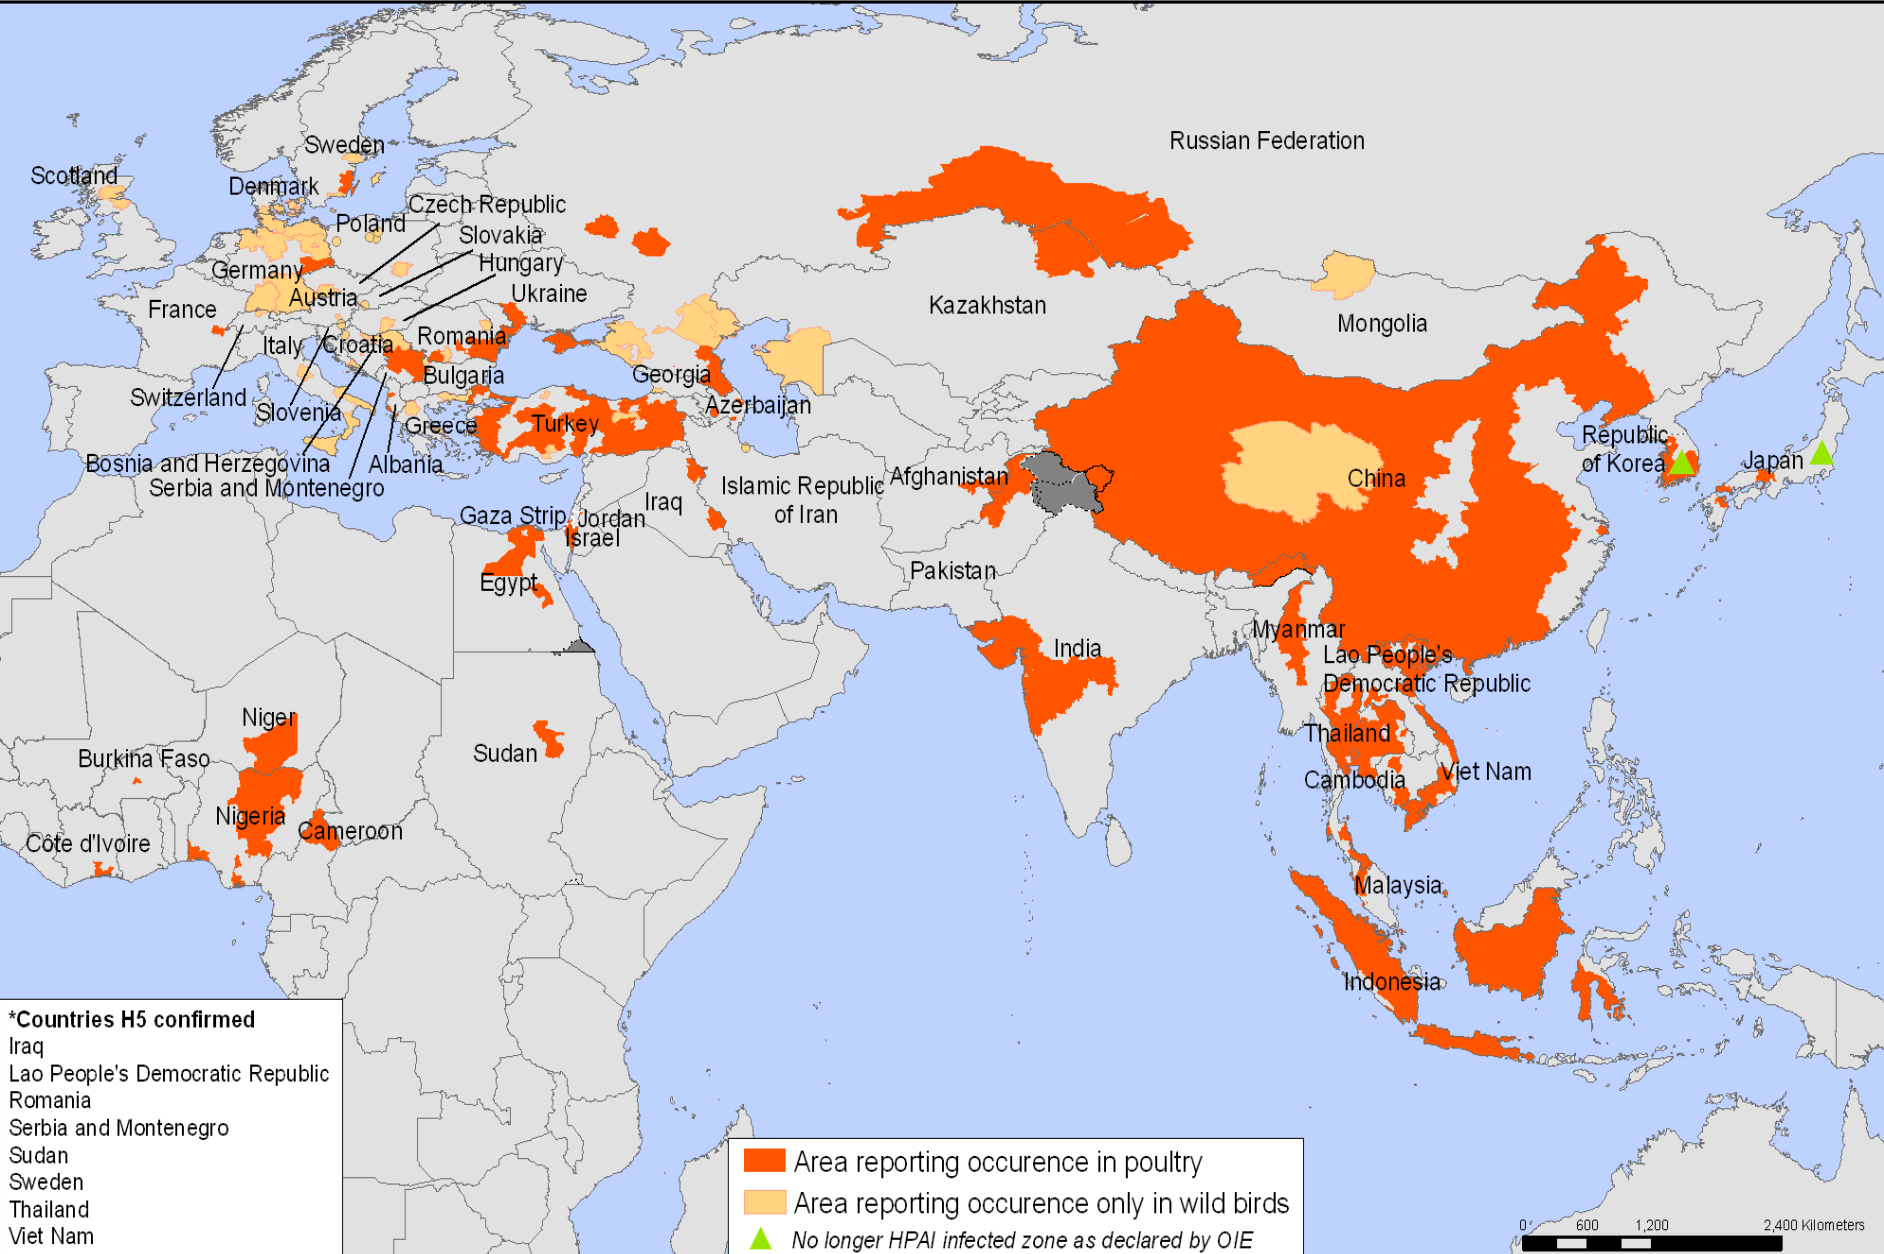 Russian Federation
Sweden
Scotland
Denmark
Czech Republic
Poland
Slovakia
Hungary
Germany
Ukraine
Austria
France
Kazakhstan
Mongolia
Romania
Italy
Croatia
Bulgaria
Georgia
Switzerland
Slovenia
Azerbaijan
Greece
Turkey
Republic
of Korea
Japan
Bosnia and Herzegovina
Albania
Serbia and Montenegro
Afghanistan
China
Islamic Republic
of Iran
Iraq
Gaza Strip
Jordan
Israel
Egypt
Pakistan
Myanmar
India
Lao People's
Democratic Republic
Niger
Thailand
Sudan
Burkina Faso
Cambodia
Viet Nam
Nigeria
Cameroon
Côte d'Ivoire
Malaysia
Indonesia
*Countries H5 confirmed
Iraq
Lao People's Democratic Republic
Romania
Serbia and Montenegro
Sudan
Sweden
Thailand
Viet Nam
Area reporting occurence in poultry
Area reporting occurence only in wild birds
No longer HPAI infected zone as declared by OIE
0 600 1,200 2,400 Kilometers